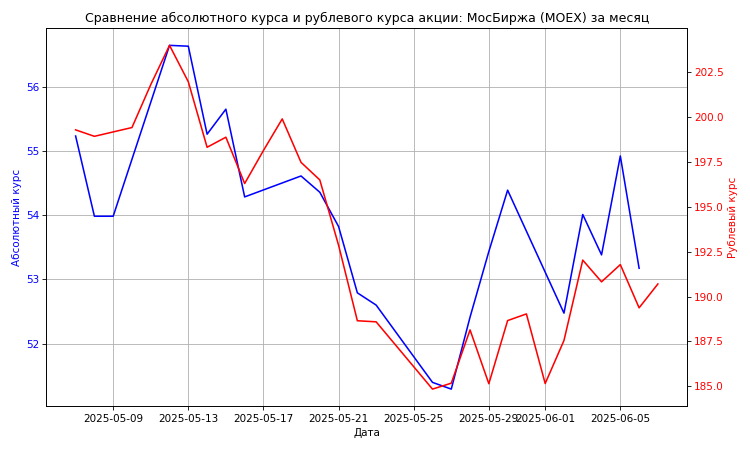 Сравнение абсолютного курса и рублевого курса акции: МосБиржа (MOEX) за месяц
Абсолютный курс
56
55
54
53
52
202.5
200.0
197.5
195.0
192.5
190.0
187.5
185.0
Рублевый курс
2025-05-09 2025-05-13 2025-05-17 2025-05-21 2025-05-25 2025-05-29 2025-06-01 2025-06-05
Дата